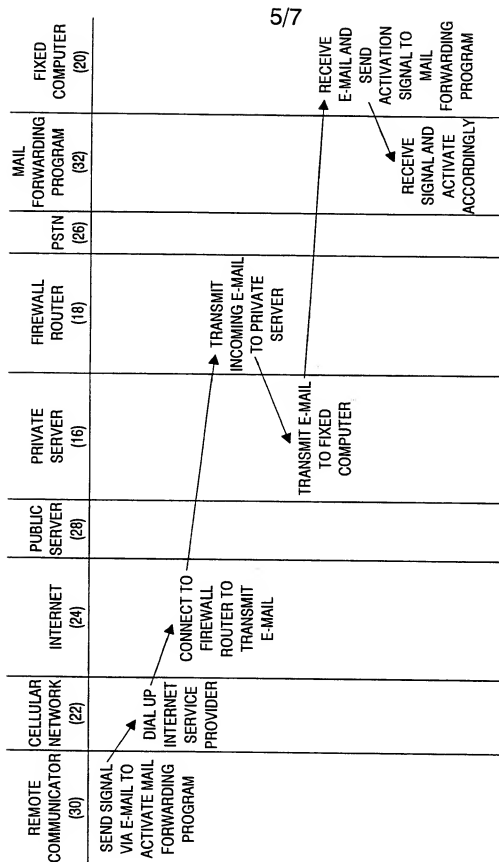 5/7
REMOTE
COMMUNICATOR
(30)
CELLULAR
NETWORK
(22)
INTERNET
(24)
PUBLIC
SERVER
(28)
PRIVATE
SERVER
(16)
FIREWALL
ROUTER
(18)
PSTN
(26)
MAIL
FORWARDING
PROGRAM
(32)
FIXED
COMPUTER
(20)
SEND SIGNAL
VIA E-MAIL TO
ACTIVATE MAIL
FORWARDING
PROGRAM
DIAL UP
INTERNET
SERVICE
PROVIDER
CONNECT TO
FIREWALL
ROUTER TO
TRANSMIT
E-MAIL
TRANSMIT
INCOMING E-MAIL
TO PRIVATE
SERVER
TRANSMIT E-MAIL
TO FIXED
COMPUTER
RECEIVE
E-MAIL AND
SEND
ACTIVATION
SIGNAL TO
MAIL
FORWARDING
PROGRAM
RECEIVE
SIGNAL AND
ACTIVATE
ACCORDINGLY